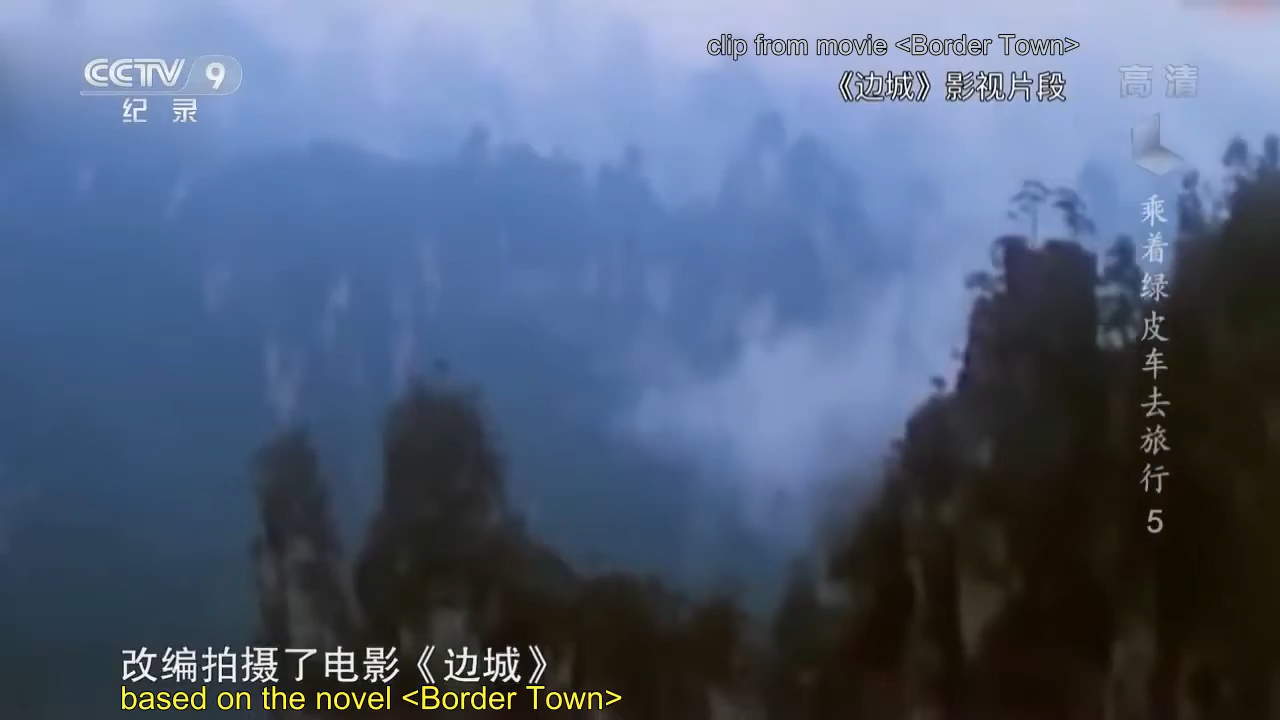 clip from movie <Border Town>
《边城》影视片段
CCTV 9
纪录
高清
乘着绿皮车去旅行 5
改编拍摄了电影《边城》
based on the novel <Border Town>